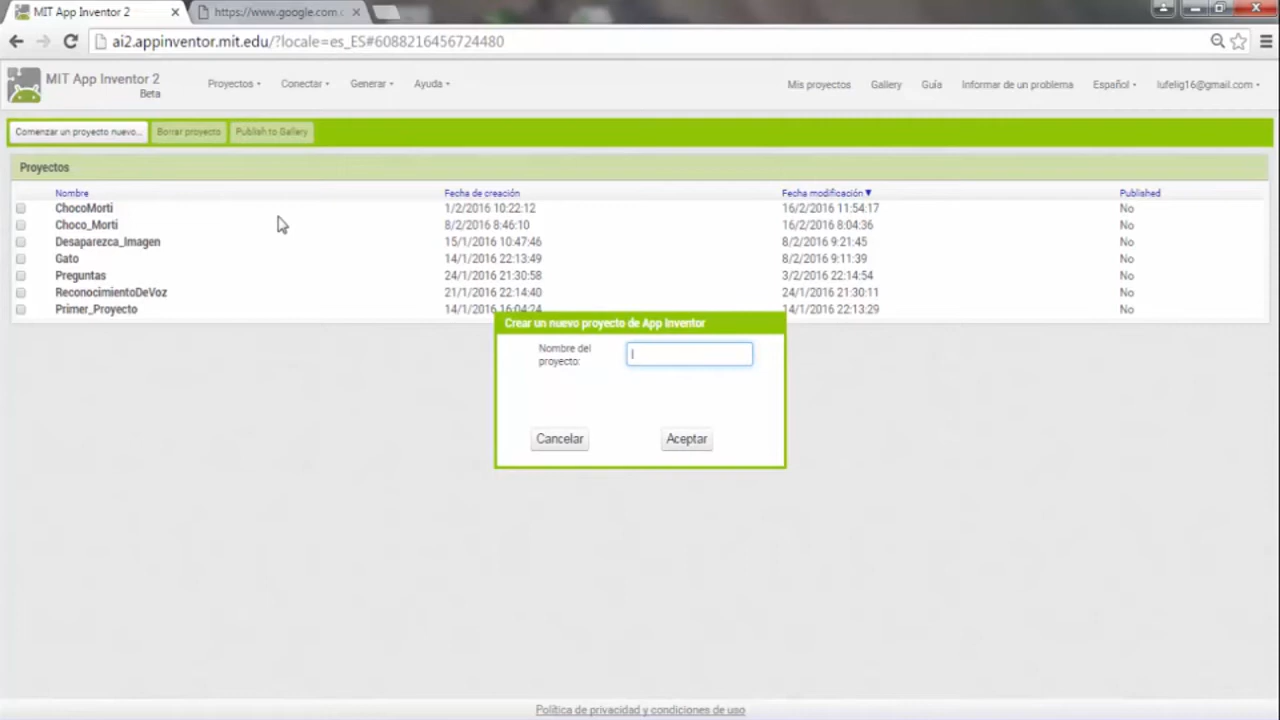 MIT App Inventor 2
https://www.google.com.c
ai2.appinventor.mit.edu/?locale=es_ES#6088216456724480
MIT App Inventor 2
Beta
Proyectos
Conectar
Generar
Ayuda
Mis proyectos
Gallery
Guía
Informar de un problema
Español
lufelig16@gmail.com
Comenzar un proyecto nuevo...
Borrar proyecto
Publish to Gallery
Proyectos
Nombre Fecha de creación Fecha modificación Published
ChocoMorti 1/2/2016 10:22:12 16/2/2016 11:54:17 No
Choco_Morti 8/2/2016 8:46:10 16/2/2016 8:04:36 No
Desaparezca_Imagen 15/1/2016 10:47:46 8/2/2016 9:21:45 No
Gato 14/1/2016 22:13:49 8/2/2016 9:11:39 No
Preguntas 24/1/2016 21:30:58 3/2/2016 22:14:54 No
ReconocimientoDeVoz 21/1/2016 22:14:40 24/1/2016 21:30:11 No
Primer_Proyecto 14/1/2016 16:04:24 14/1/2016 22:13:29 No
Crear un nuevo proyecto de App Inventor
Nombre del
proyecto:
Cancelar
Aceptar
Política de privacidad y condiciones de uso